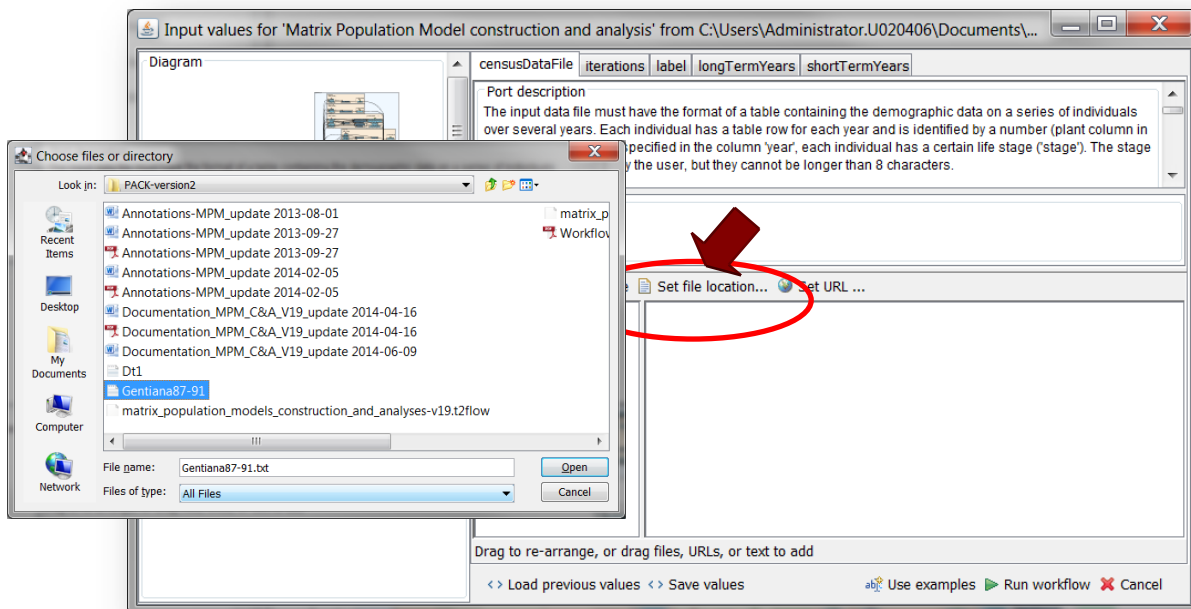 Input values for 'Matrix Population Model construction and analysis' from C:\Users\Administrator.U020406\Documents\...
Diagram
censusDataFile iterations label longTermYears shortTermYears
Port description
The input data file must have the format of a table containing the demographic data on a series of individuals
over several years. Each individual has a table row for each year and is identified by a number (plant column in
specified in the column 'year', each individual has a certain life stage ('stage'). The stage
the user, but they cannot be longer than 8 characters.
Choose files or directory
Look in: PACK-version2
Recent
Items
Desktop
My
Documents
Computer
Network
Annotations-MPM_update 2013-08-01
Annotations-MPM_update 2013-09-27
Annotations-MPM_update 2013-09-27
Annotations-MPM_update 2014-02-05
Annotations-MPM_update 2014-02-05
Documentation_MPM_C&A_V19_update 2014-04-16
Documentation_MPM_C&A_V19_update 2014-04-16
Documentation_MPM_C&A_V19_update 2014-06-09
Dt1
Gentiana87-91
matrix_population_models_construction_and_analyses-v19.t2flow
matrix_p
Workflov
File name: Gentiana87-91.txt
Open
Files of type: All Files
Cancel
Set file location... Set URL ...
Drag to re-arrange, or drag files, URLs, or text to add
Load previous values Save values
Use examples Run workflow Cancel